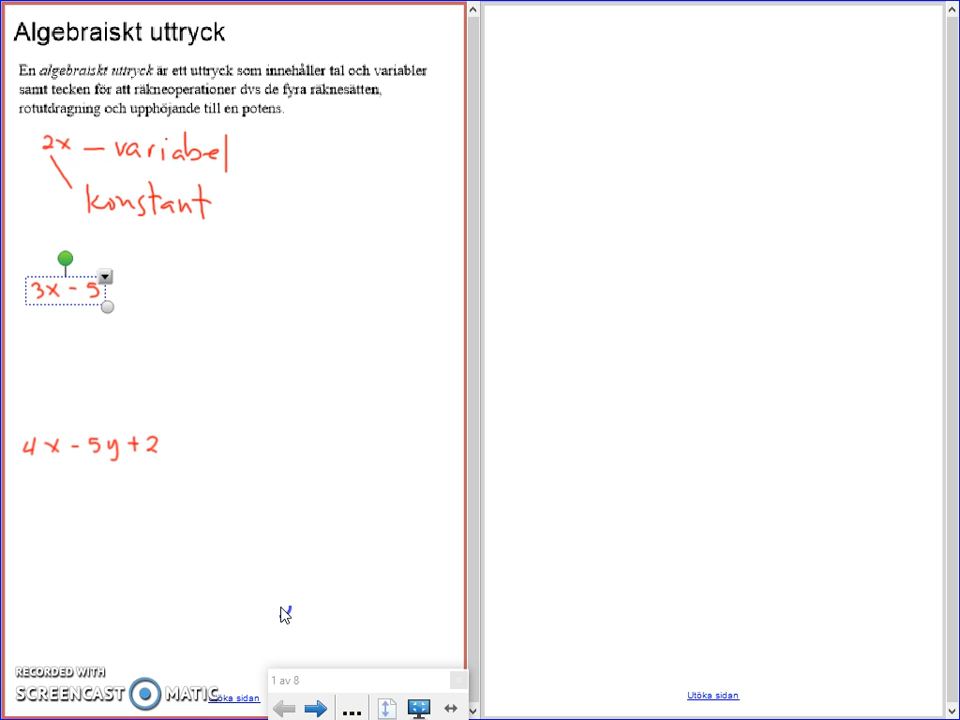 Algebraiskt uttryck
En algebraiskt uttryck är ett uttryck som innehåller tal och variabler
samt tecken för att räkneoperationer dvs de fyra räknesätten,
rotutdragning och upphöjande till en potens.
2x — variabel
konstant
3x - 5
4x - 5y + 2
RECORDED WITH
SCREENCAST MATIC
Utöka sidan
1 av 8
Utöka sidan